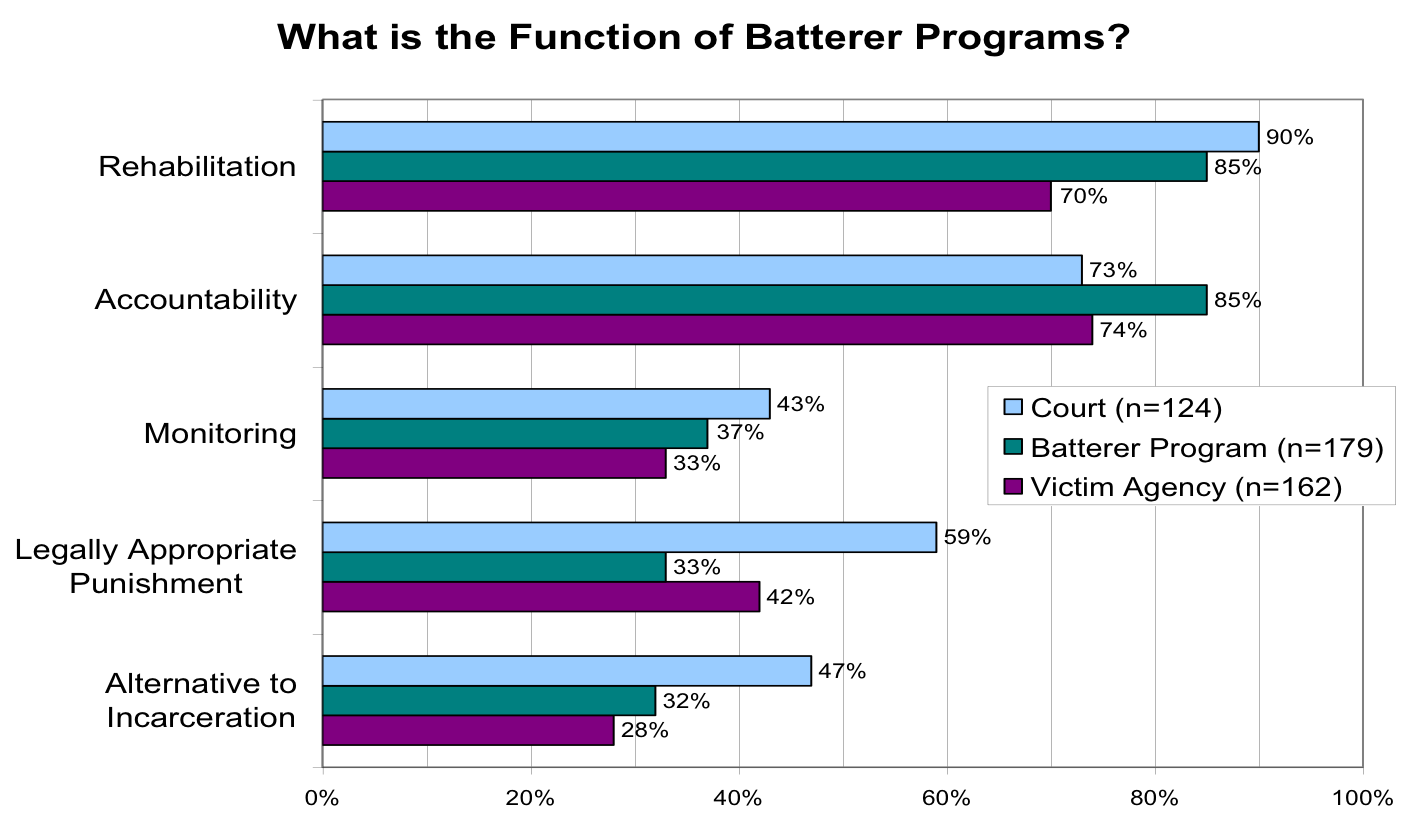 What is the Function of Batterer Programs?
Rehabilitation
90%
85%
70%
Accountability
73%
85%
74%
Monitoring
43%
37%
33%
Court (n=124)
Batterer Program (n=179)
Victim Agency (n=162)
Legally Appropriate
Punishment
59%
33%
42%
Alternative to
Incarceration
47%
32%
28%
0% 20% 40% 60% 80% 100%